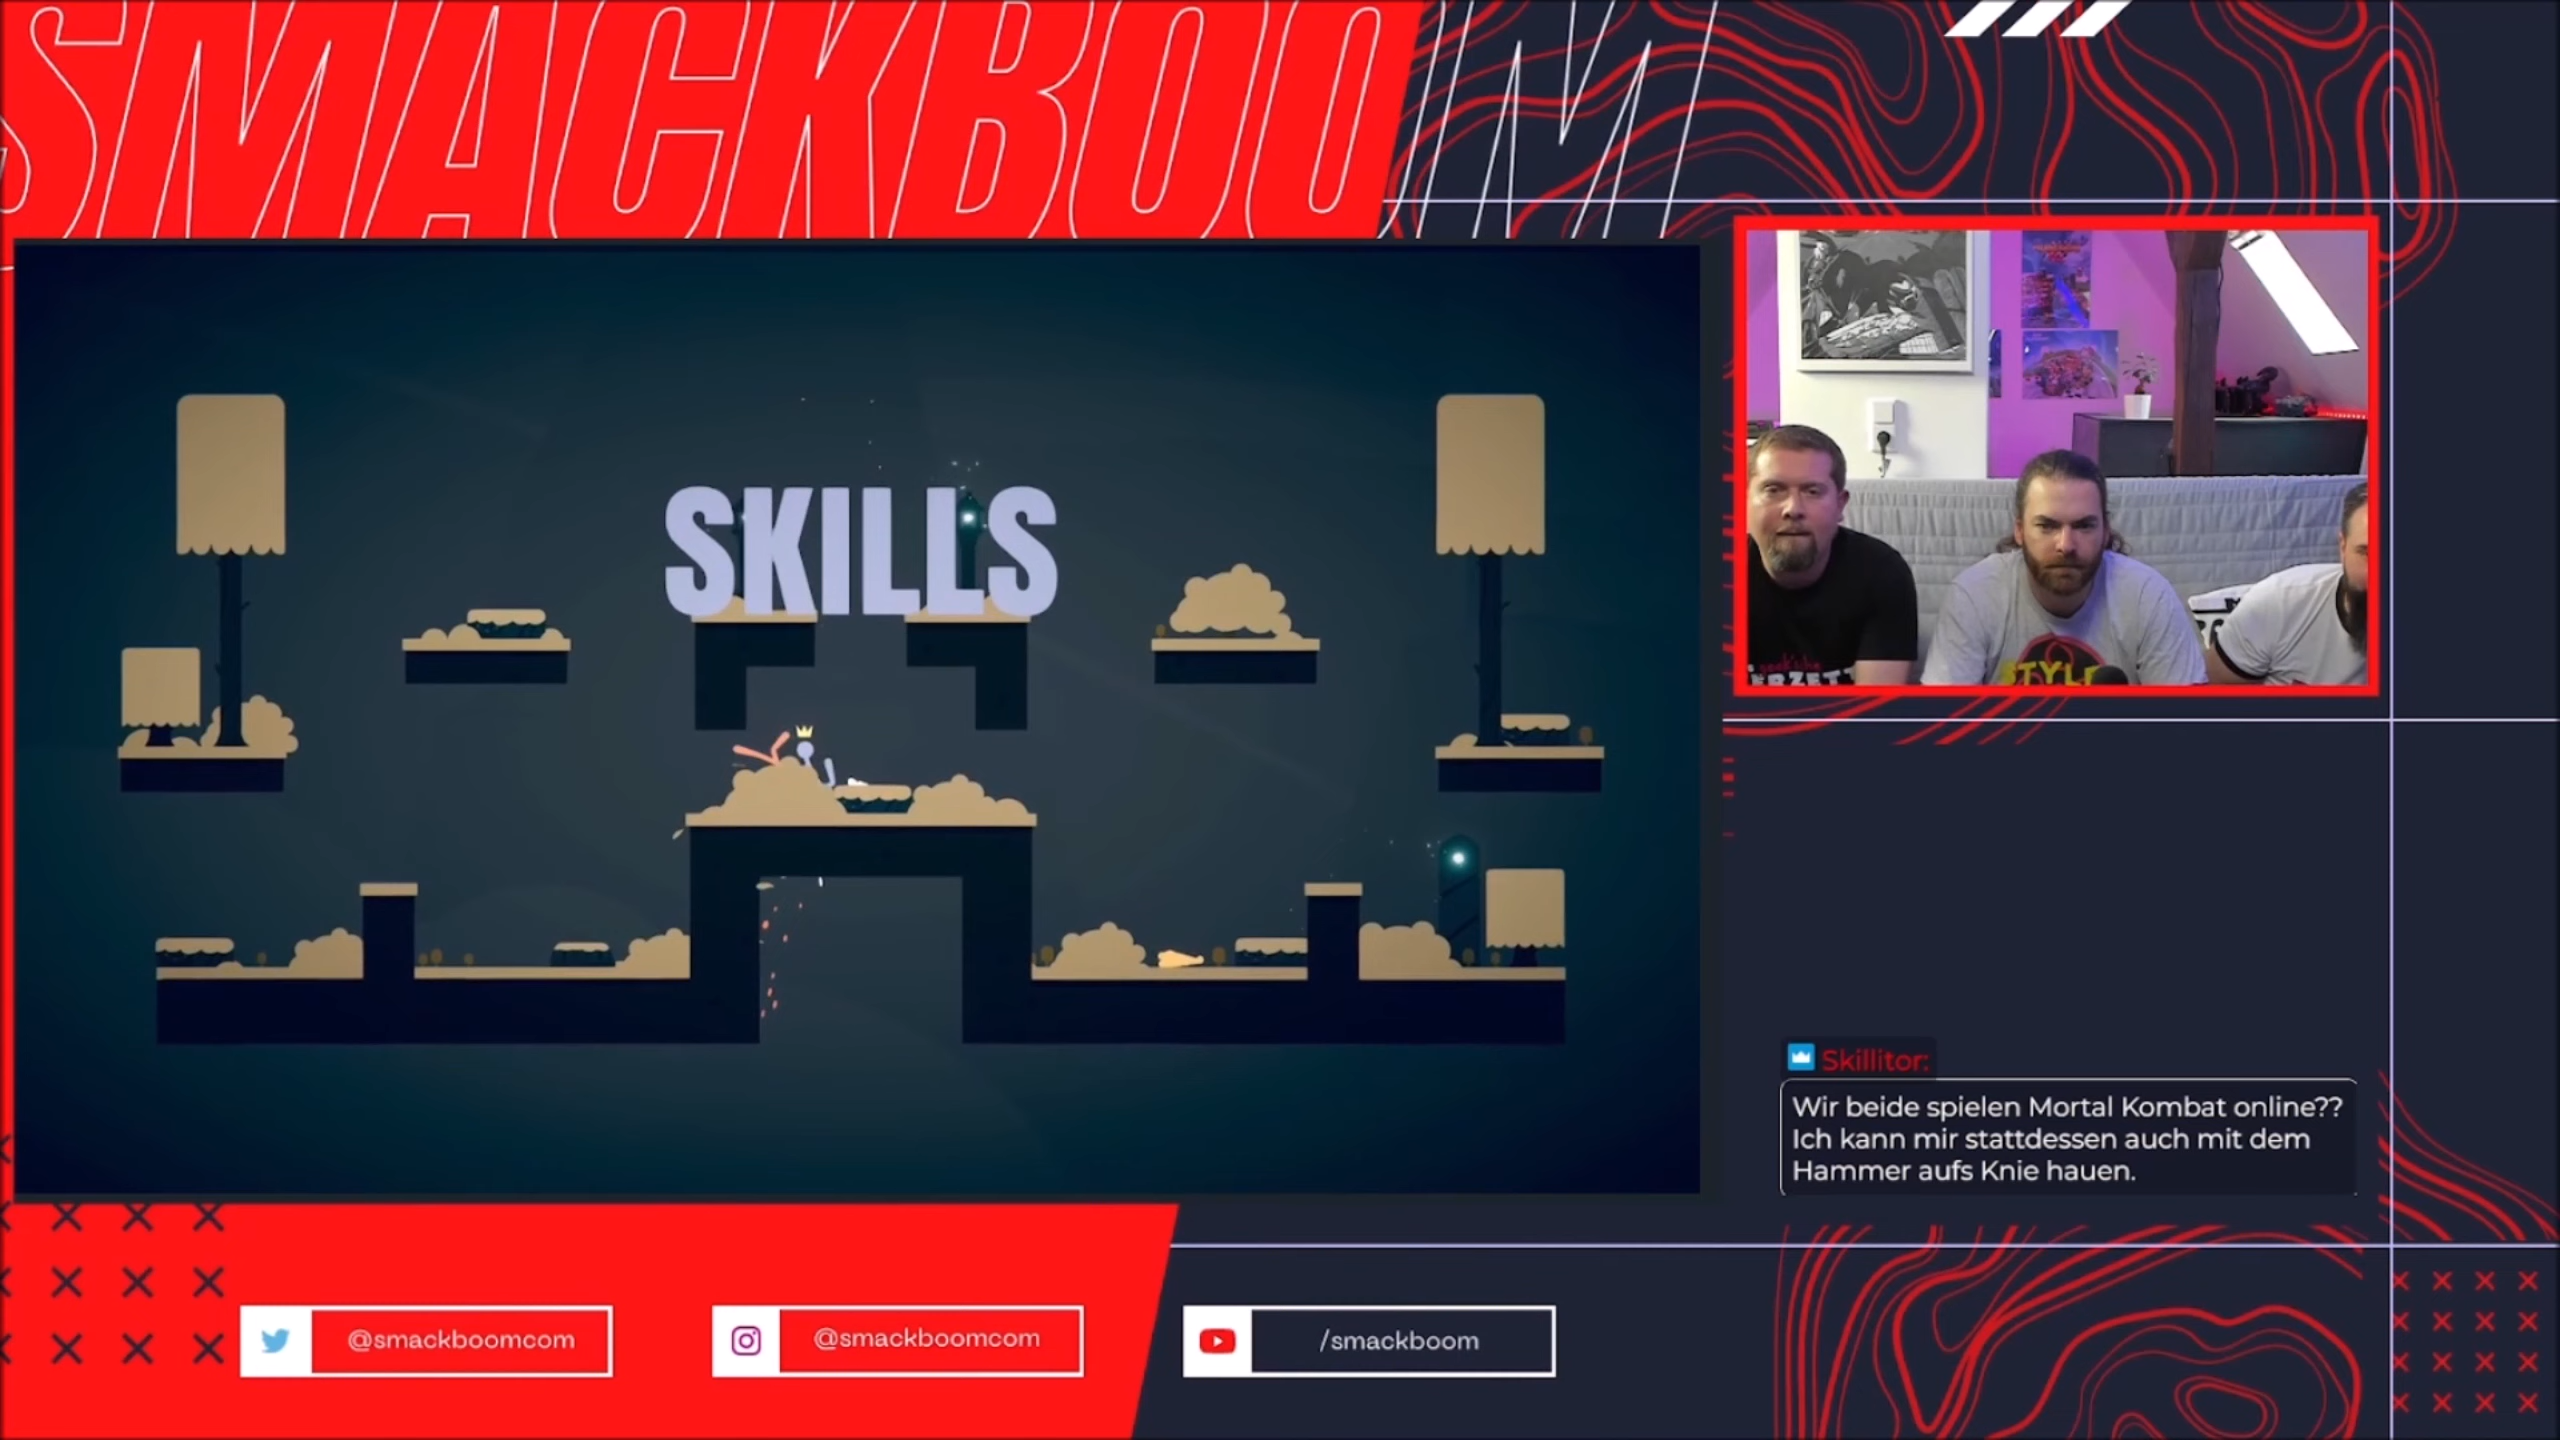 SMACKBOOM
SKILLS
STYLE
Skillitor:
Wir beide spielen Mortal Kombat online??
Ich kann mir stattdessen auch mit dem
Hammer aufs Knie hauen.
@smackboomcom
@smackboomcom
/smackboom